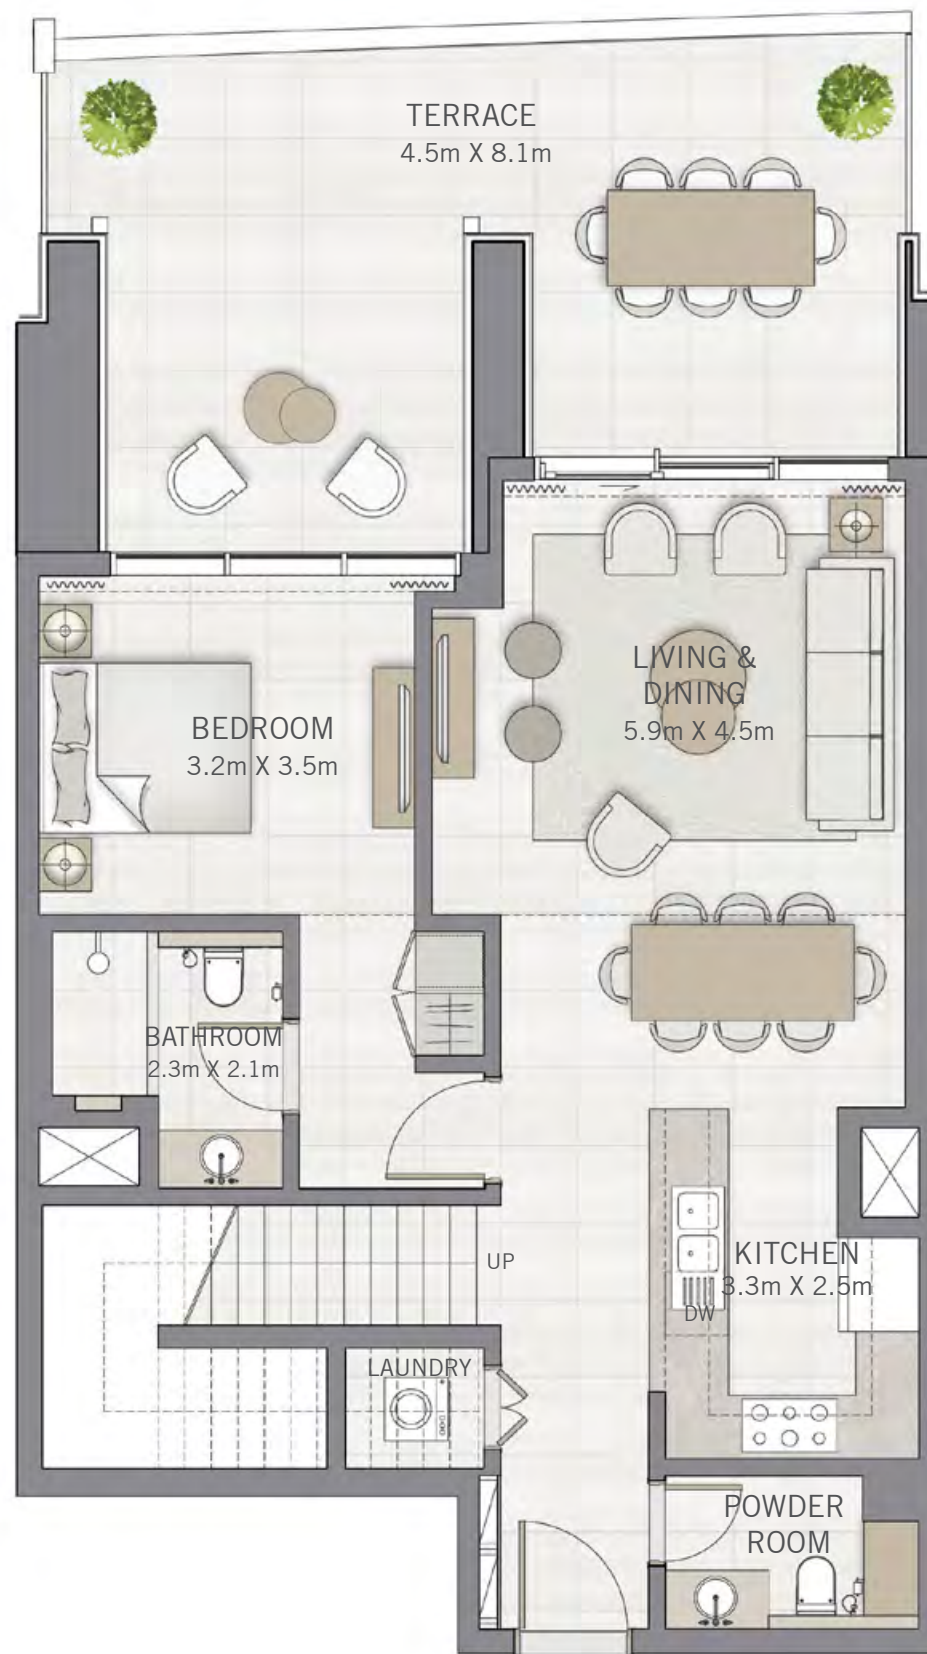 TERRACE
4.5m X 8.1m
LIVING &
DINING
5.9m X 4.5m
BEDROOM
3.2m X 3.5m
BATHROOM
2.3m X 2.1m
UP
KITCHEN
3.3m X 2.5m
DW
LAUNDRY
POWDER
ROOM